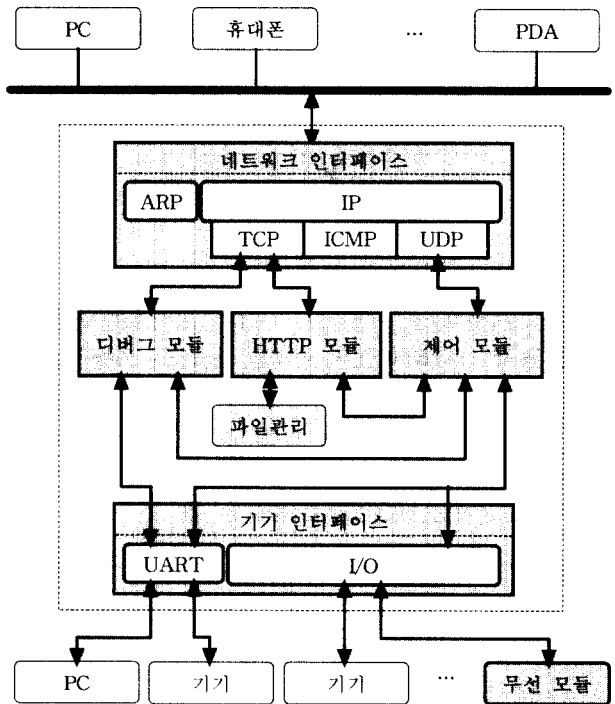 PC
휴대폰
...
PDA
네트워크 인터페이스
ARP
IP
TCP
ICMP
UDP
디버그 모듈
HTTP 모듈
제어 모듈
파일관리
기기 인터페이스
UART
I/O
PC
기기
기기
...
무선 모듈